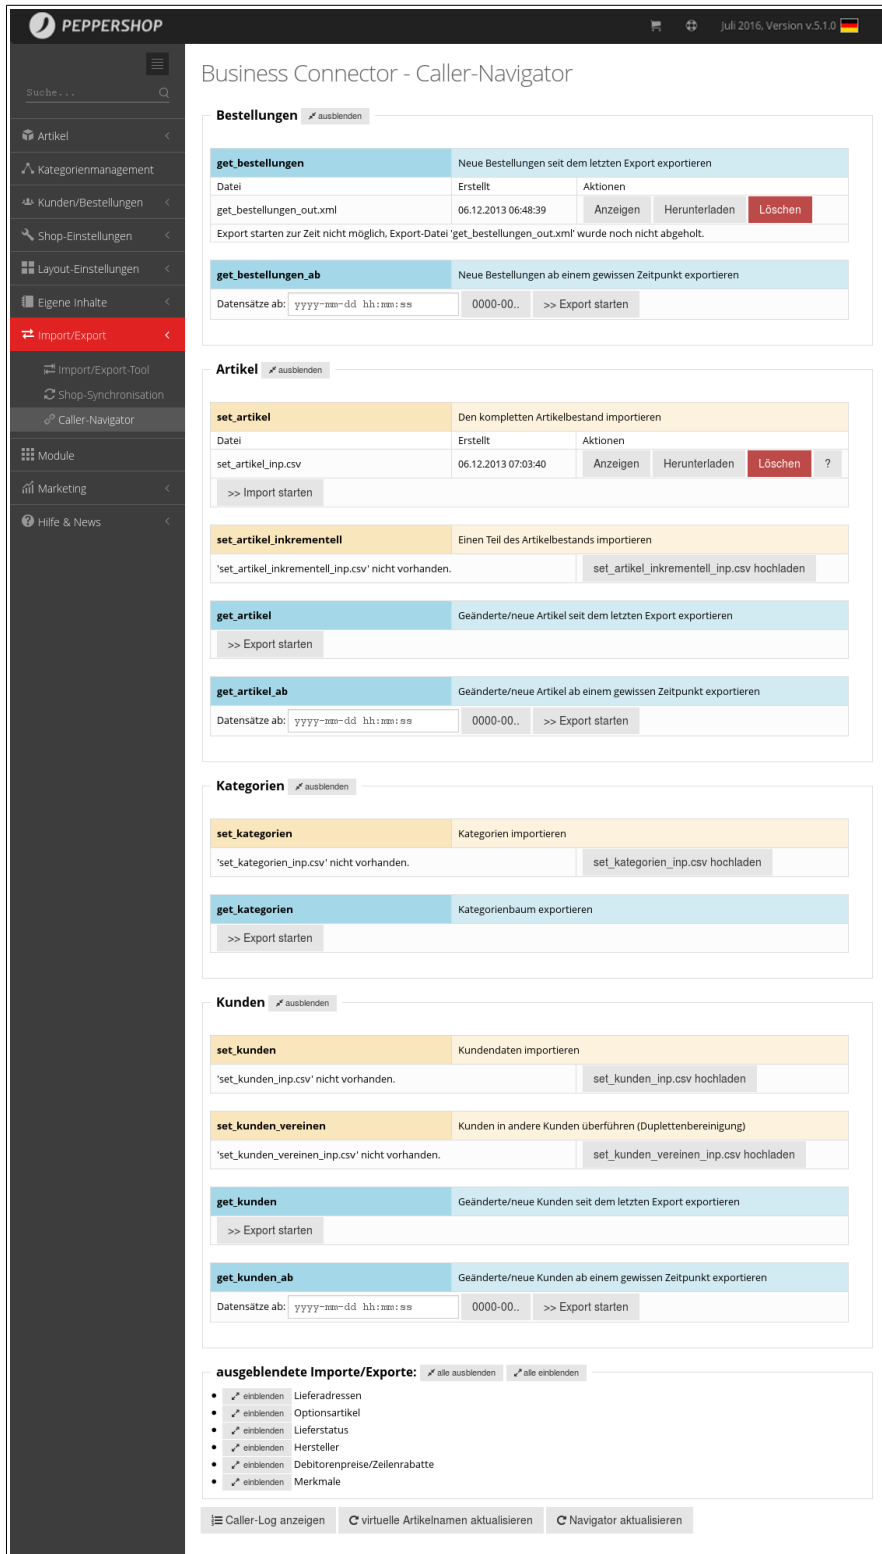 PEPPERSHOP
Juli 2016, Version v.5.1.0
Suche...
Artikel
Kategorienmanagement
Kunden/Bestellungen
Shop-Einstellungen
Layout-Einstellungen
Eigene Inhalte
Import/Export
Import/Export-Tool
Shop-Synchronisation
Caller-Navigator
Module
Marketing
Hilfe & News
Business Connector - Caller-Navigator
Bestellungen ausblenden
get_bestellungen Neue Bestellungen seit dem letzten Export exportieren
Datei Erstellt Aktionen
get_bestellungen_out.xml 06.12.2013 06:48:39 Anzeigen Herunterladen Löschen
Export starten zur Zeit nicht möglich, Export-Datei 'get_bestellungen_out.xml' wurde noch nicht abgeholt.
get_bestellungen_ab Neue Bestellungen ab einem gewissen Zeitpunkt exportieren
Datensätze ab: yyyy-mm-dd hh:mm:ss 0000-00.. >> Export starten
Artikel ausblenden
set_artikel Den kompletten Artikelbestand importieren
Datei Erstellt Aktionen
set_artikel_inp.csv 06.12.2013 07:03:40 Anzeigen Herunterladen Löschen ?
>> Import starten
set_artikel_inkrementell Einen Teil des Artikelbestands importieren
'set_artikel_inkrementell_inp.csv' nicht vorhanden. set_artikel_inkrementell_inp.csv hochladen
get_artikel Geänderte/neue Artikel seit dem letzten Export exportieren
>> Export starten
get_artikel_ab Geänderte/neue Artikel ab einem gewissen Zeitpunkt exportieren
Datensätze ab: yyyy-mm-dd hh:mm:ss 0000-00.. >> Export starten
Kategorien ausblenden
set_kategorien Kategorien importieren
'set_kategorien_inp.csv' nicht vorhanden. set_kategorien_inp.csv hochladen
get_kategorien Kategorienbaum exportieren
>> Export starten
Kunden ausblenden
set_kunden Kundendaten importieren
'set_kunden_inp.csv' nicht vorhanden. set_kunden_inp.csv hochladen
set_kunden_vereinen Kunden in andere Kunden überführen (Duplettenbereinigung)
'set_kunden_vereinen_inp.csv' nicht vorhanden. set_kunden_vereinen_inp.csv hochladen
get_kunden Geänderte/neue Kunden seit dem letzten Export exportieren
>> Export starten
get_kunden_ab Geänderte/neue Kunden ab einem gewissen Zeitpunkt exportieren
Datensätze ab: yyyy-mm-dd hh:mm:ss 0000-00.. >> Export starten
ausgeblendete Importe/Exporte: alle ausblenden alle einblenden
einblenden Lieferadressen
einblenden Optionsartikel
einblenden Lieferstatus
einblenden Hersteller
einblenden Debitorenpreise/Zeilenrabatte
einblenden Merkmale
Caller-Log anzeigen virtuelle Artikelnamen aktualisieren Navigator aktualisieren